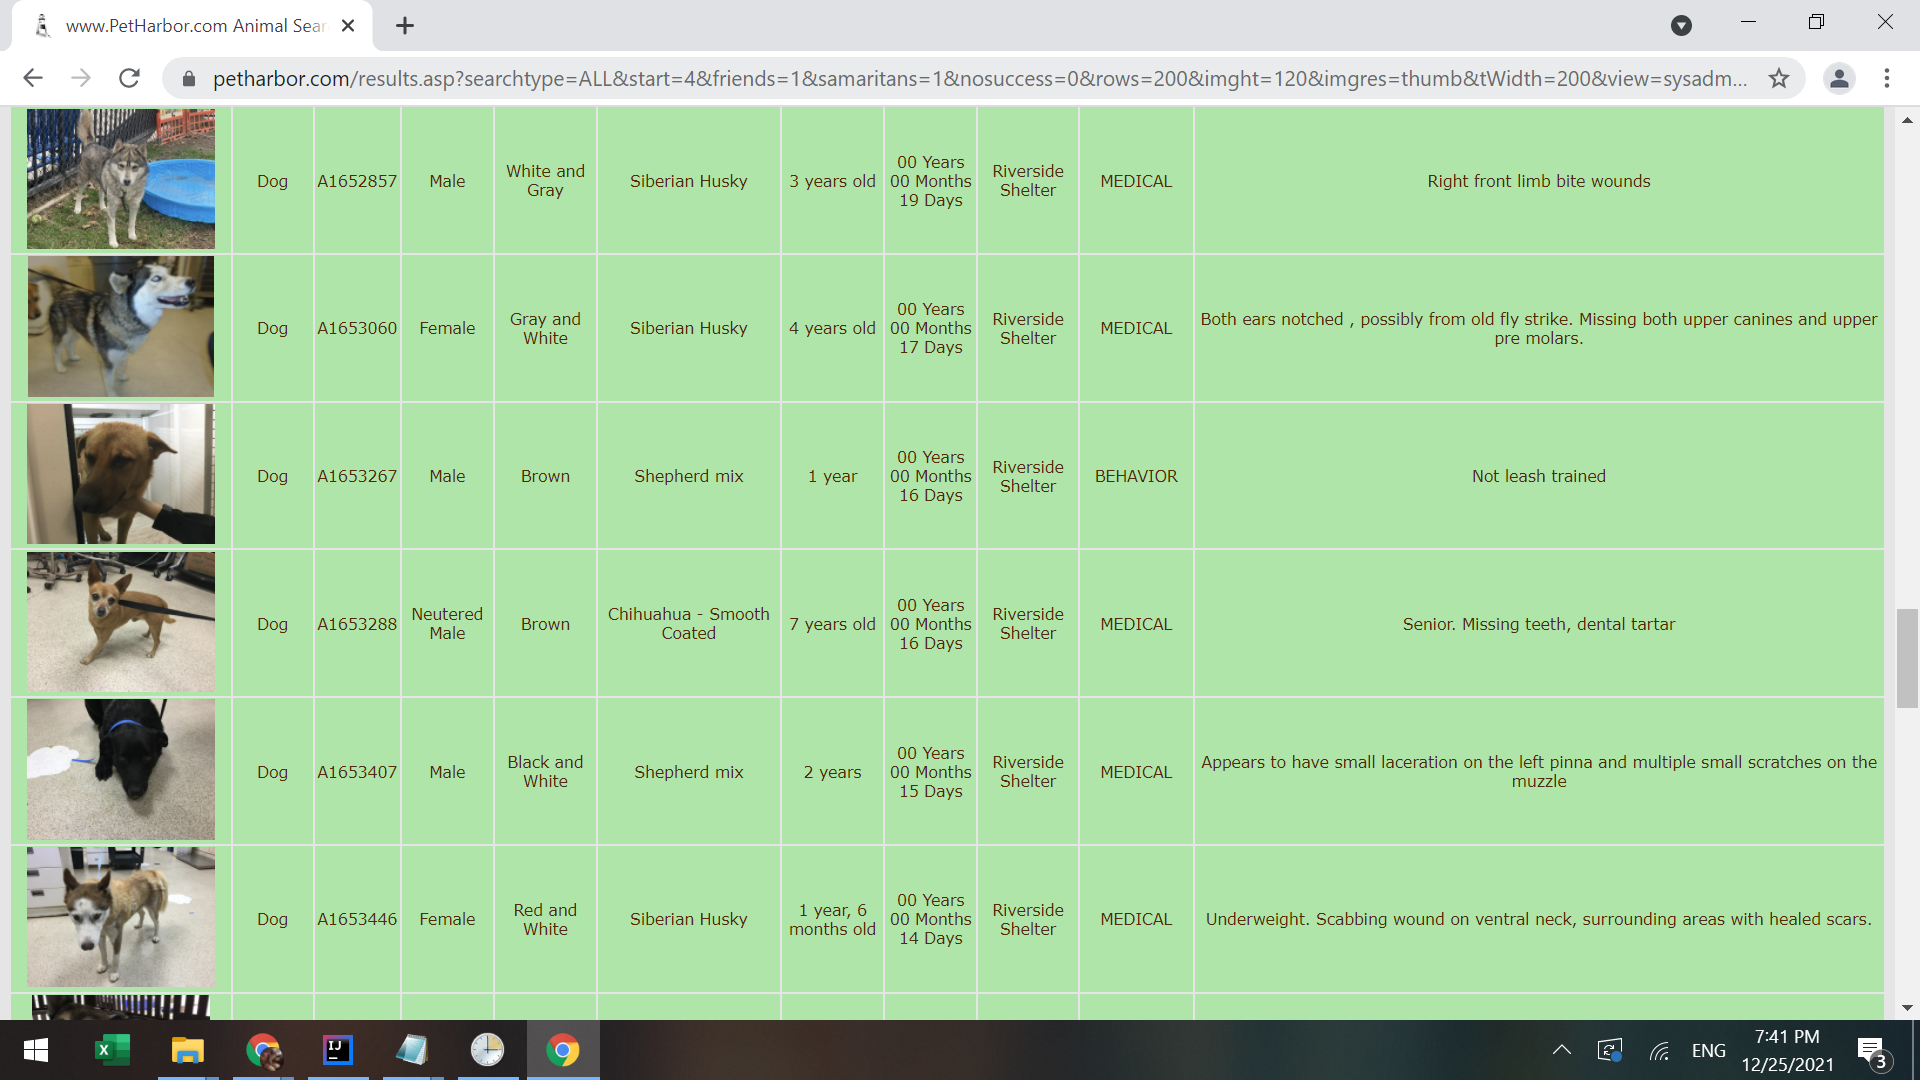 www.PetHarbor.com Animal Sear
petharbor.com/results.asp?searchtype=ALL&start=4&friends=1&samaritans=1&nosuccess=0&rows=200&imght=120&imgres=thumb&tWidth=200&view=sysadm...
Dog
A1652857
Male
White and
Gray
Siberian Husky
3 years old
00 Years
00 Months
19 Days
Riverside
Shelter
MEDICAL
Right front limb bite wounds
Dog
A1653060
Female
Gray and
White
Siberian Husky
4 years old
00 Years
00 Months
17 Days
Riverside
Shelter
MEDICAL
Both ears notched , possibly from old fly strike. Missing both upper canines and upper
pre molars.
Dog
A1653267
Male
Brown
Shepherd mix
1 year
00 Years
00 Months
16 Days
Riverside
Shelter
BEHAVIOR
Not leash trained
Dog
A1653288
Neutered
Male
Brown
Chihuahua - Smooth
Coated
7 years old
00 Years
00 Months
16 Days
Riverside
Shelter
MEDICAL
Senior. Missing teeth, dental tartar
Dog
A1653407
Male
Black and
White
Shepherd mix
2 years
00 Years
00 Months
15 Days
Riverside
Shelter
MEDICAL
Appears to have small laceration on the left pinna and multiple small scratches on the
muzzle
Dog
A1653446
Female
Red and
White
Siberian Husky
1 year, 6
months old
00 Years
00 Months
14 Days
Riverside
Shelter
MEDICAL
Underweight. Scabbing wound on ventral neck, surrounding areas with healed scars.
X
IJ
ENG
7:41 PM
12/25/2021
3